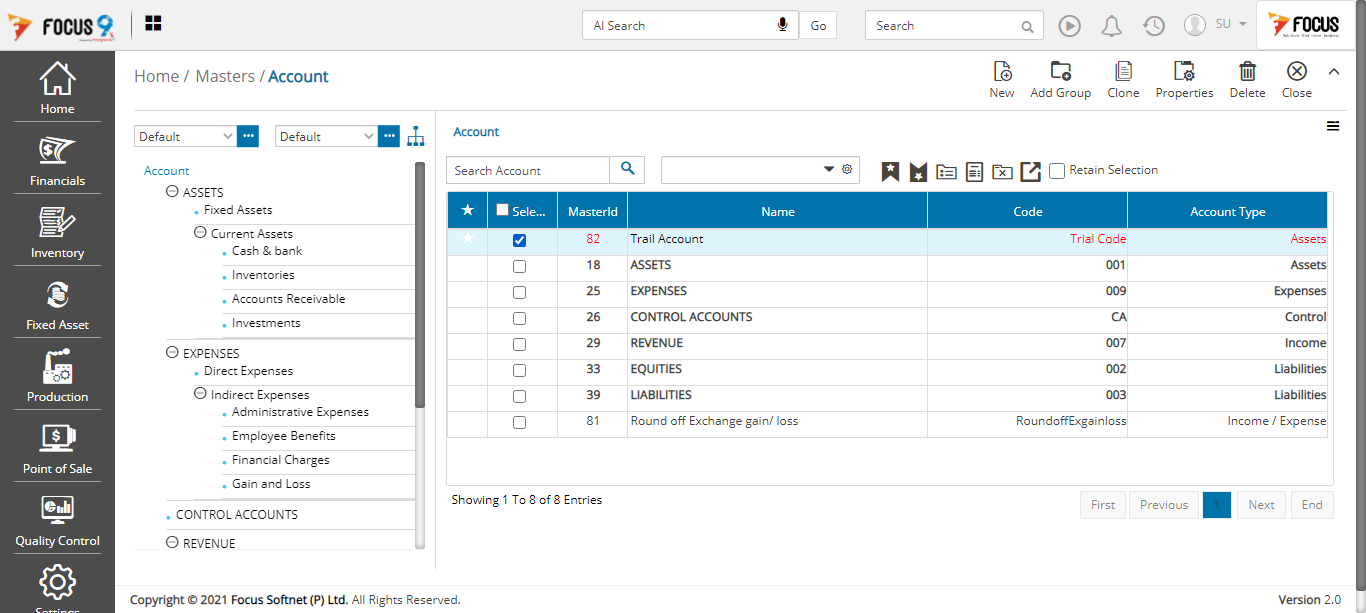 FOCUS 9
AI Search
Go
Search
SU
FOCUS
Home
Financials
Inventory
Fixed Asset
Production
Point of Sale
Quality Control
Settings
Home / Masters / Account
New
Add Group
Clone
Properties
Delete
Close
Default
Default
Account
ASSETS
Fixed Assets
Current Assets
Cash & bank
Inventories
Accounts Receivable
Investments
EXPENSES
Direct Expenses
Indirect Expenses
Administrative Expenses
Employee Benefits
Financial Charges
Gain and Loss
CONTROL ACCOUNTS
REVENUE
Account
Search Account
Retain Selection
Sele... MasterId Name Code Account Type
82 Trail Account Trial Code Assets
18 ASSETS 001 Assets
25 EXPENSES 009 Expenses
26 CONTROL ACCOUNTS CA Control
29 REVENUE 007 Income
33 EQUITIES 002 Liabilities
39 LIABILITIES 003 Liabilities
81 Round off Exchange gain/ loss RoundoffExgainloss Income / Expense
Showing 1 To 8 of 8 Entries
First Previous 1 Next End
Copyright © 2021 Focus Softnet (P) Ltd. All Rights Reserved.
Version 2.0